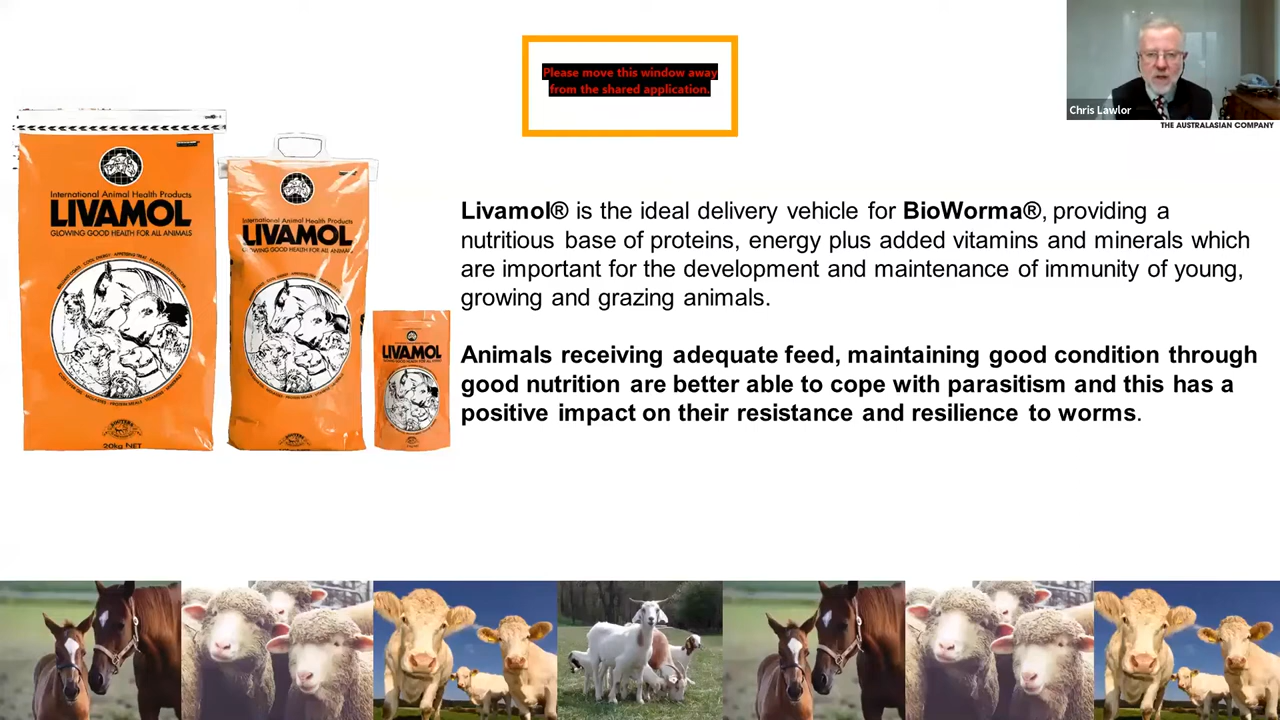 Please move this window away
from the shared application.
Chris Lawlor
THE AUSTRALASIAN COMPANY
International Animal Health Products
LIVAMOL
GLOWING GOOD HEALTH FOR ALL ANIMALS
20kg NET
International Animal Health Products
LIVAMOL
GLOWING GOOD HEALTH FOR ALL ANIMALS
LIVAMOL
Livamol® is the ideal delivery vehicle for BioWorma®, providing a
nutritious base of proteins, energy plus added vitamins and minerals which
are important for the development and maintenance of immunity of young,
growing and grazing animals.
Animals receiving adequate feed, maintaining good condition through
good nutrition are better able to cope with parasitism and this has a
positive impact on their resistance and resilience to worms.